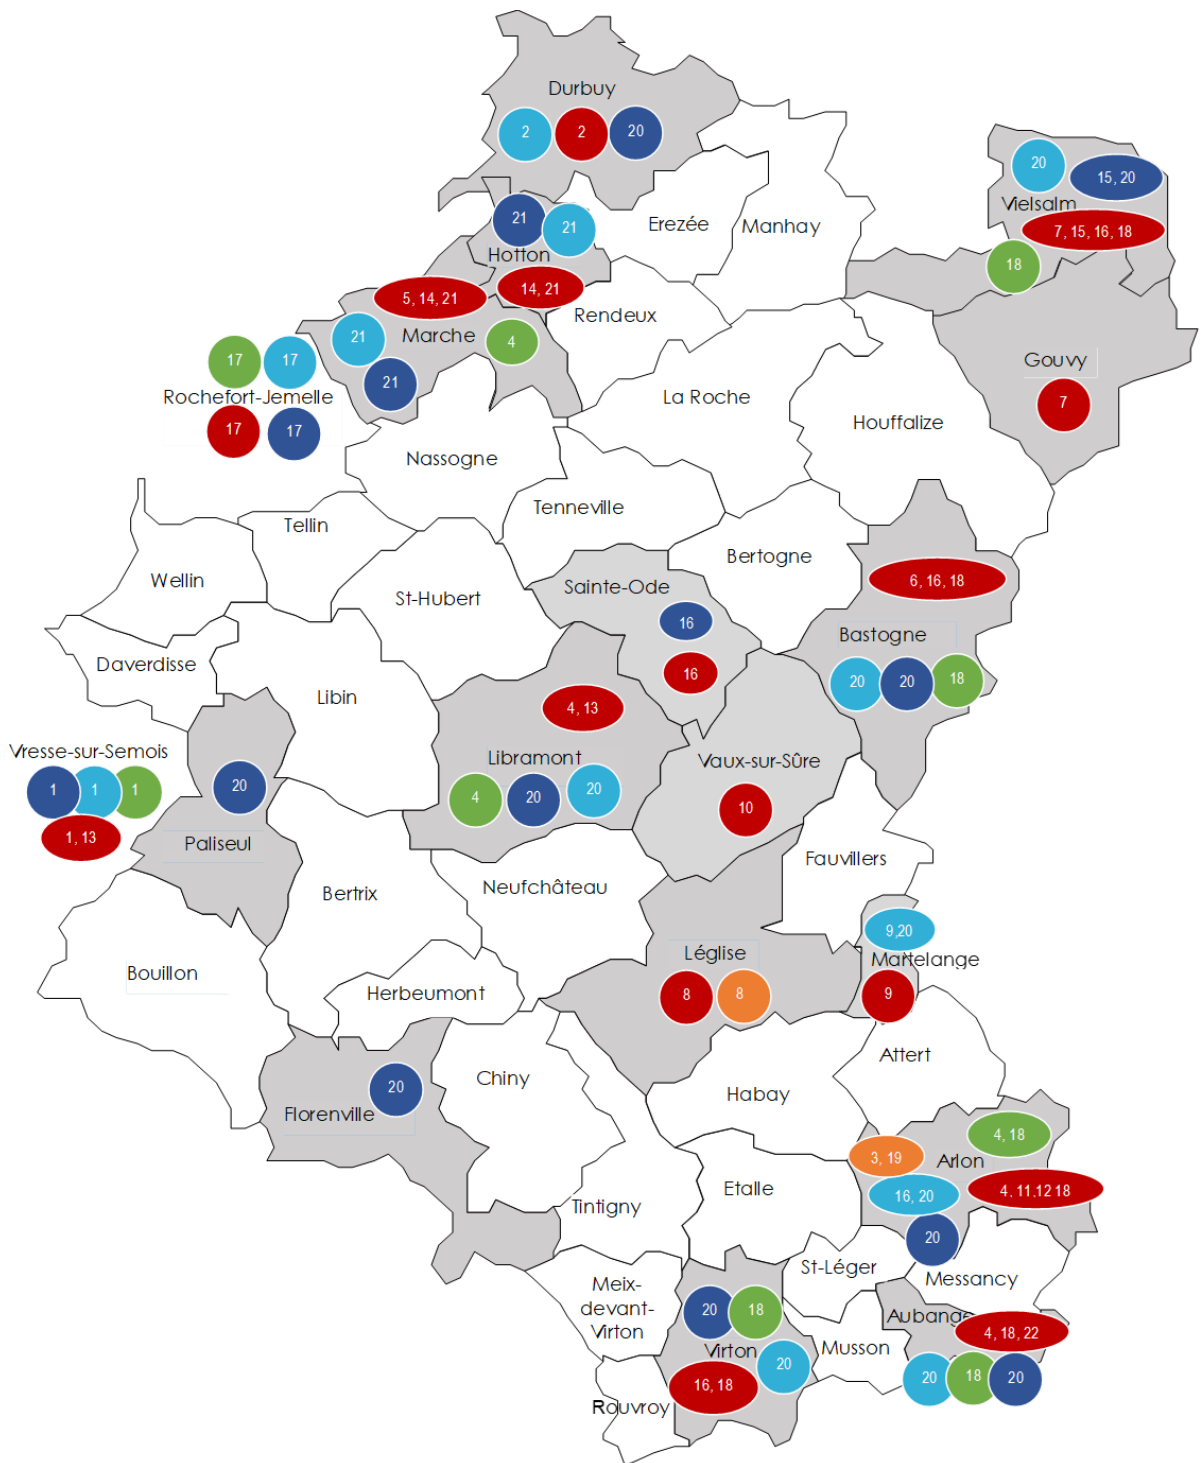 Durbuy
2
2
20
20
15, 20
Vielsalm
7, 15, 16, 18
18
21
21
Hotton
Erezée
Manhay
14, 21
5, 14, 21
Rendeux
Marche
21
4
21
17
17
Rochefort-Jemelle
17
17
Gouvy
7
La Roche
Houffalize
Nassogne
Tenneville
Tellin
Bertogne
Wellin
St-Hubert
Sainte-Ode
16
16
6, 16, 18
Bastogne
20
20
18
Daverdisse
Libin
4, 13
Libramont
4
20
20
Vaux-sur-Sûre
10
Vresse-sur-Semois
1
1
1
1, 13
20
Paliseul
Fauvillers
Bertrix
Neufchâteau
9,20
Martelange
9
Léglise
8
8
Bouillon
Herbeumont
Attert
Chiny
Habay
20
Florenville
4, 18
3, 19
Arlon
16, 20
4, 11,12 18
20
Etalle
Tintigny
St-Léger
Messancy
Meix-
devant-
Virton
20
18
Virton
20
16, 18
Musson
Aubange
4, 18, 22
20
18
20
Rouvroy